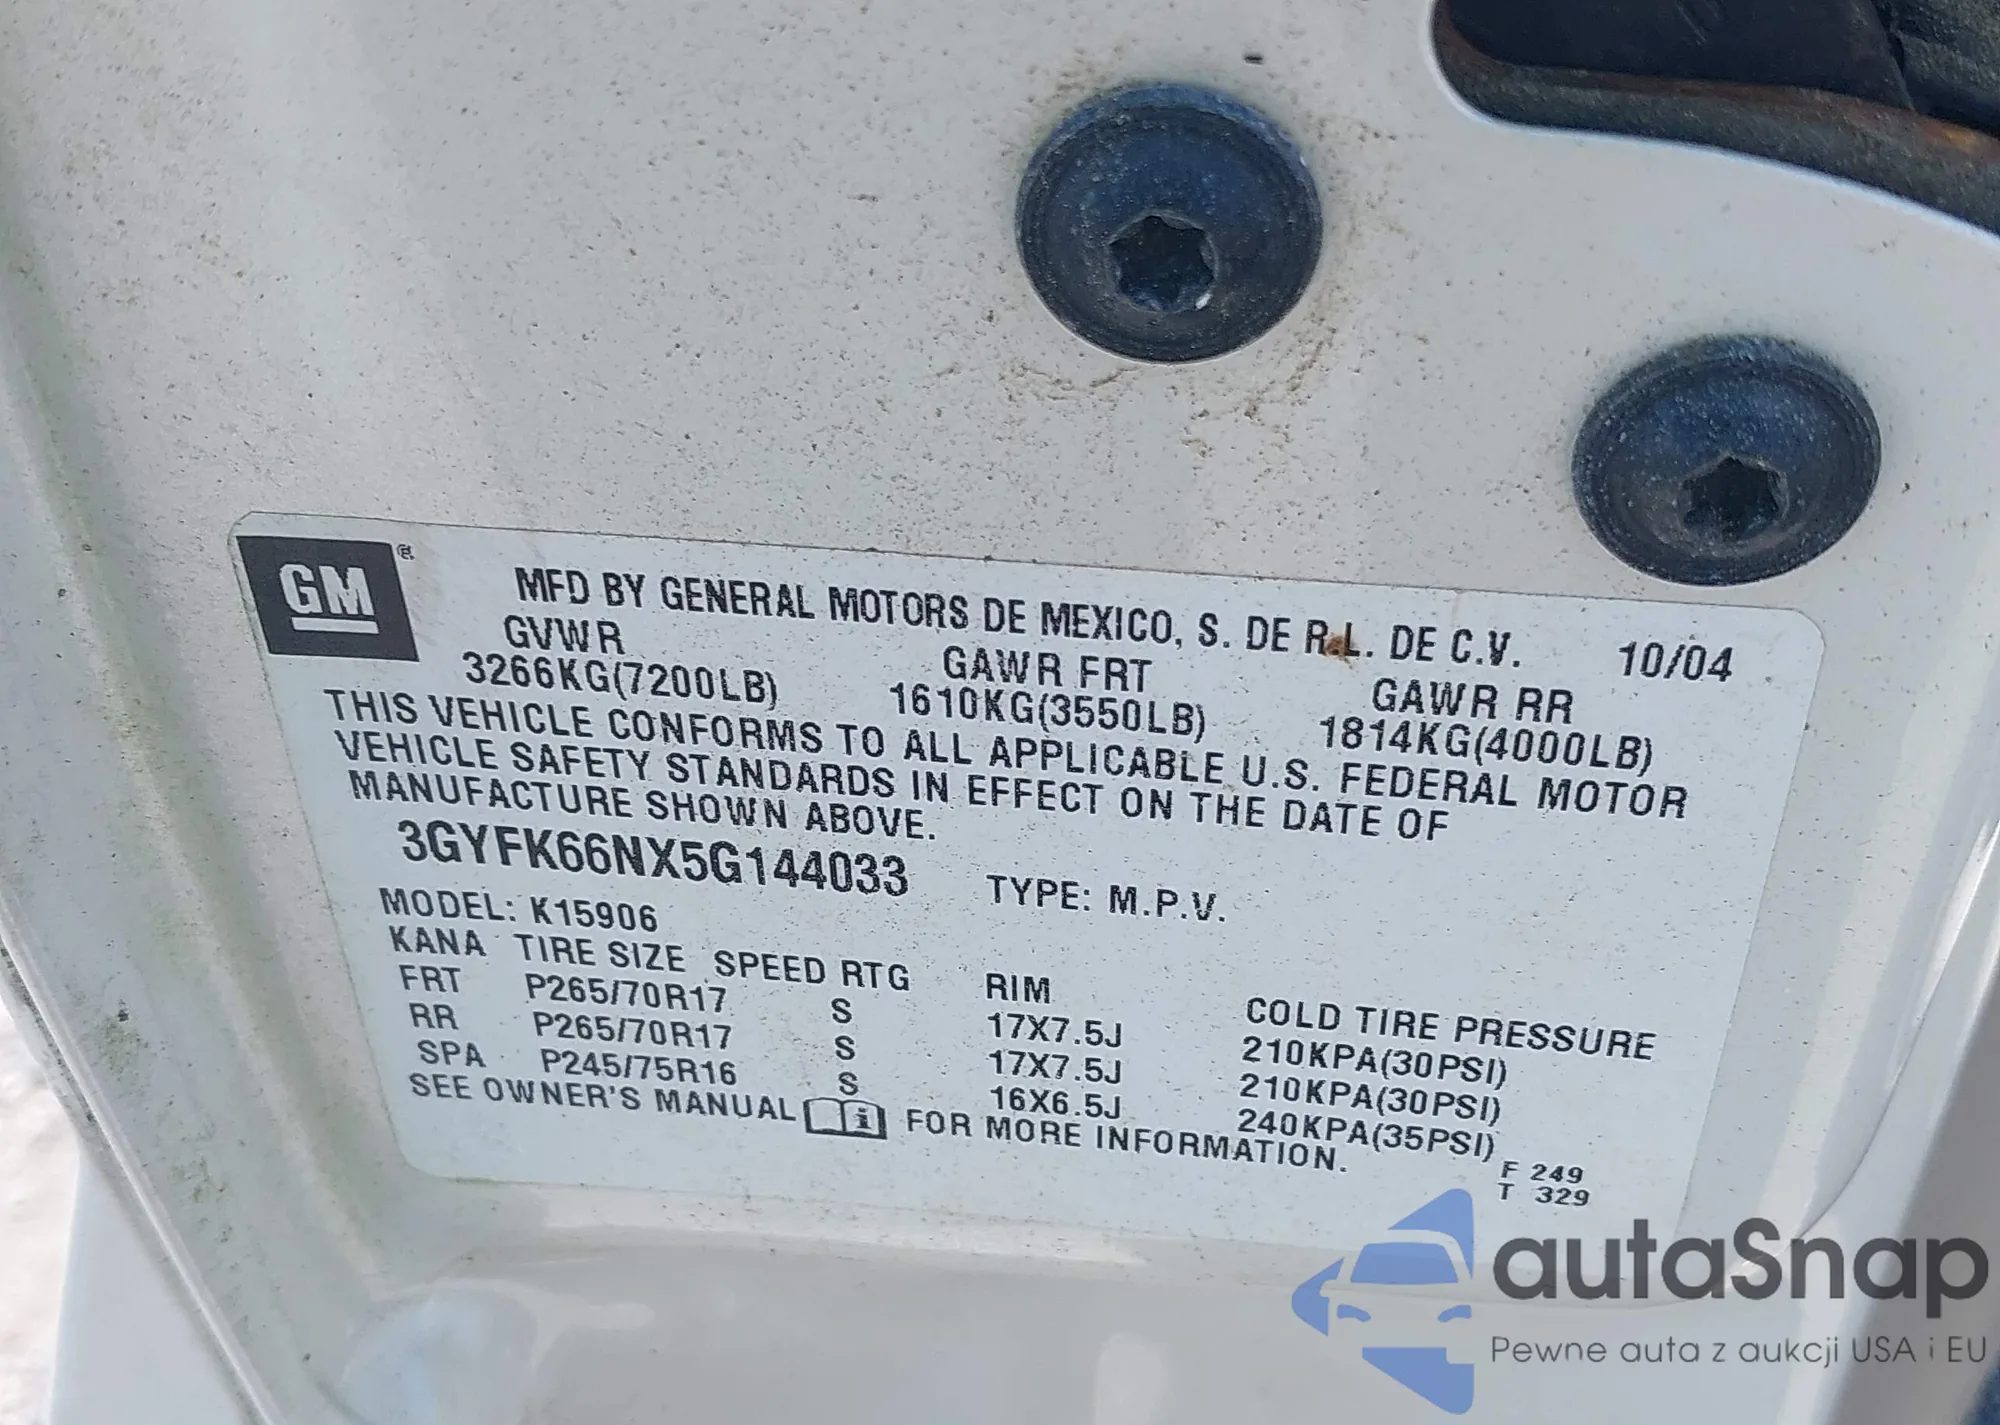 GM
MFD BY GENERAL MOTORS DE MEXICO, S. DE R.L. DE C.V. 10/04
GVWR GAWR FRT GAWR RR
3266KG(7200LB) 1610KG(3550LB) 1814KG(4000LB)
THIS VEHICLE CONFORMS TO ALL APPLICABLE U.S. FEDERAL MOTOR
VEHICLE SAFETY STANDARDS IN EFFECT ON THE DATE OF
MANUFACTURE SHOWN ABOVE.
3GYFK66NX5G144033 TYPE: M.P.V.
MODEL: K15906
KANA TIRE SIZE SPEED RTG RIM COLD TIRE PRESSURE
FRT P265/70R17 S 17X7.5J 210KPA(30PSI)
RR P265/70R17 S 17X7.5J 210KPA(30PSI)
SPA P245/75R16 S 16X6.5J 240KPA(35PSI)
SEE OWNER'S MANUAL i FOR MORE INFORMATION.
F 249
T 329
autaSnap
Pewne auta z aukcji USA i EU